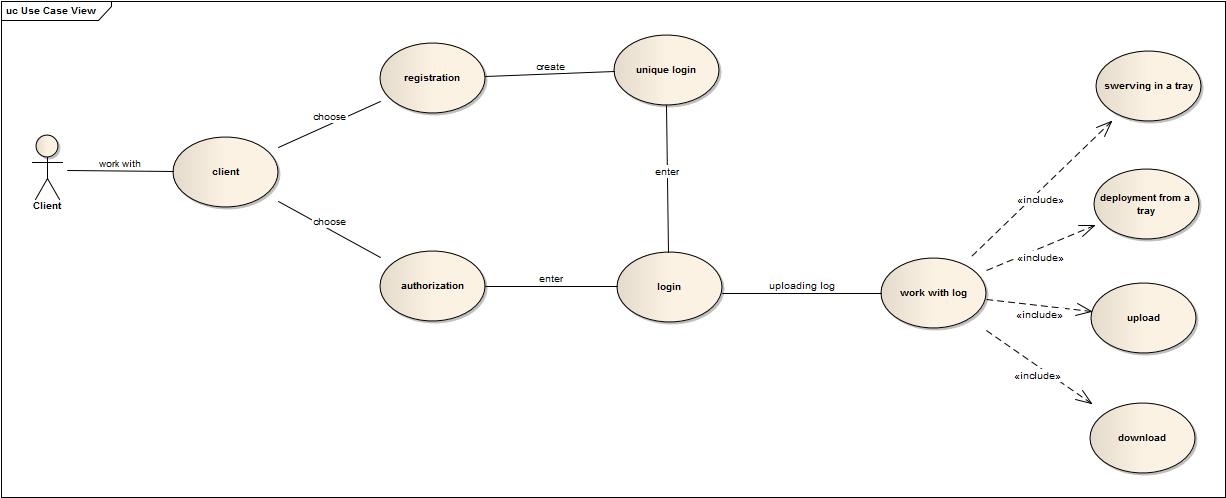 uc Use Case View
registration
create
unique login
swerving in a tray
choose
work with
Client
client
enter
deployment from a
tray
«include»
choose
«include»
authorization
enter
login
uploading log
work with log
«include»
upload
«include»
download